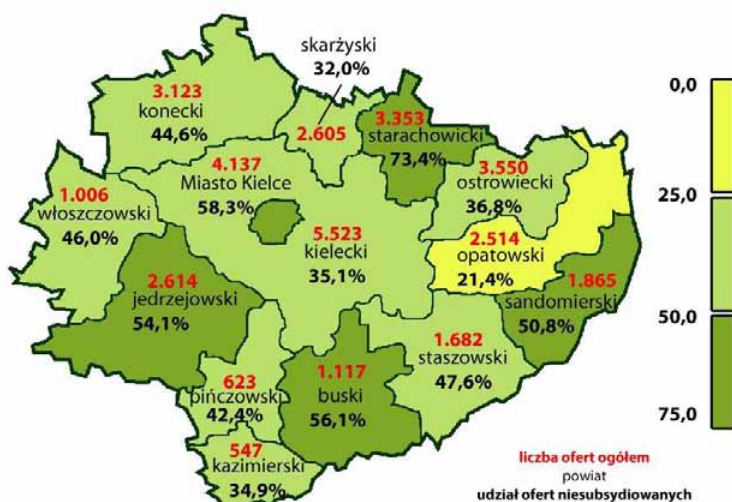 skarżyski
32,0%
2.605
3.123
konecki
44,6%
3.353
starachowicki
73,4%
4.137
Miasto Kielce
58,3%
3.550
ostrowiecki
36,8%
1.006
włoszczowski
46,0%
5.523
kielecki
35,1%
2.514
opatowski
21,4%
1.865
sandomierski
50,8%
2.614
jedrzejowski
54,1%
1.682
staszowski
47,6%
1.117
buski
56,1%
623
pińczowski
42,4%
547
kazimierski
34,9%
0,0
25,0
50,0
75,0
liczba ofert ogółem
powiat
udział ofert niesubsydiowanych